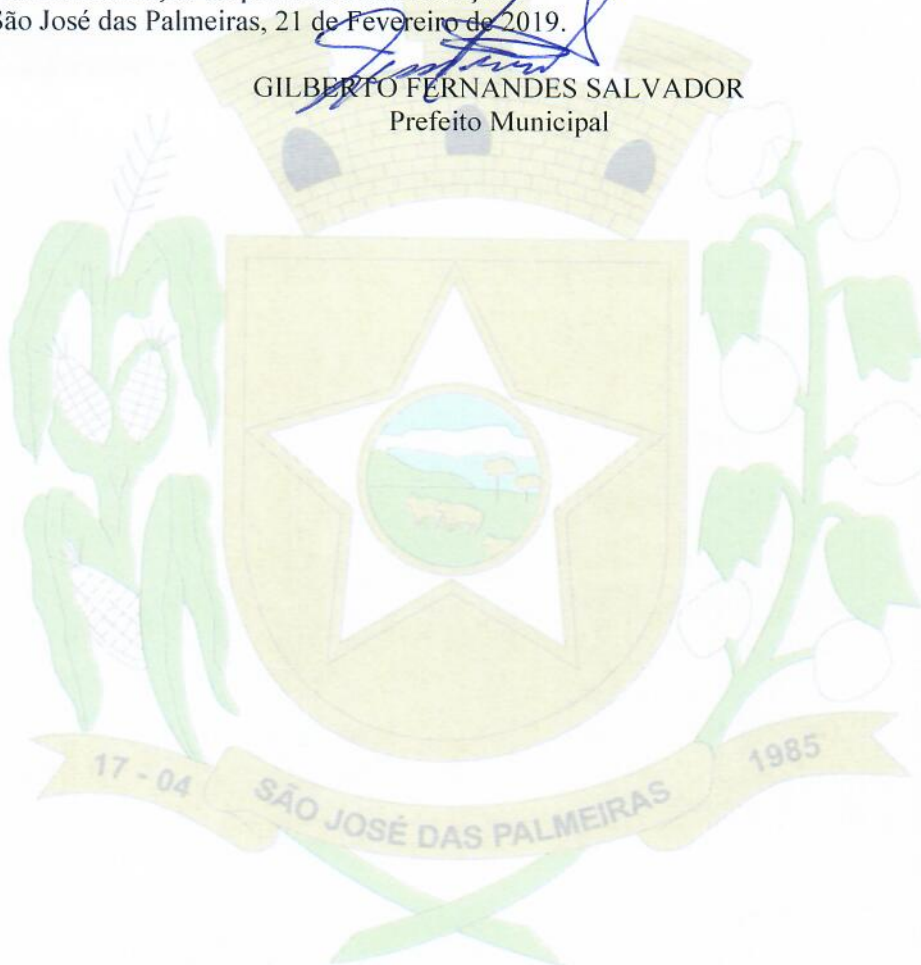 São José das Palmeiras, 21 de Fevereiro de 2019.
GILBERTO FERNANDES SALVADOR
Prefeito Municipal
17 - 04 SÃO JOSÉ DAS PALMEIRAS 1985